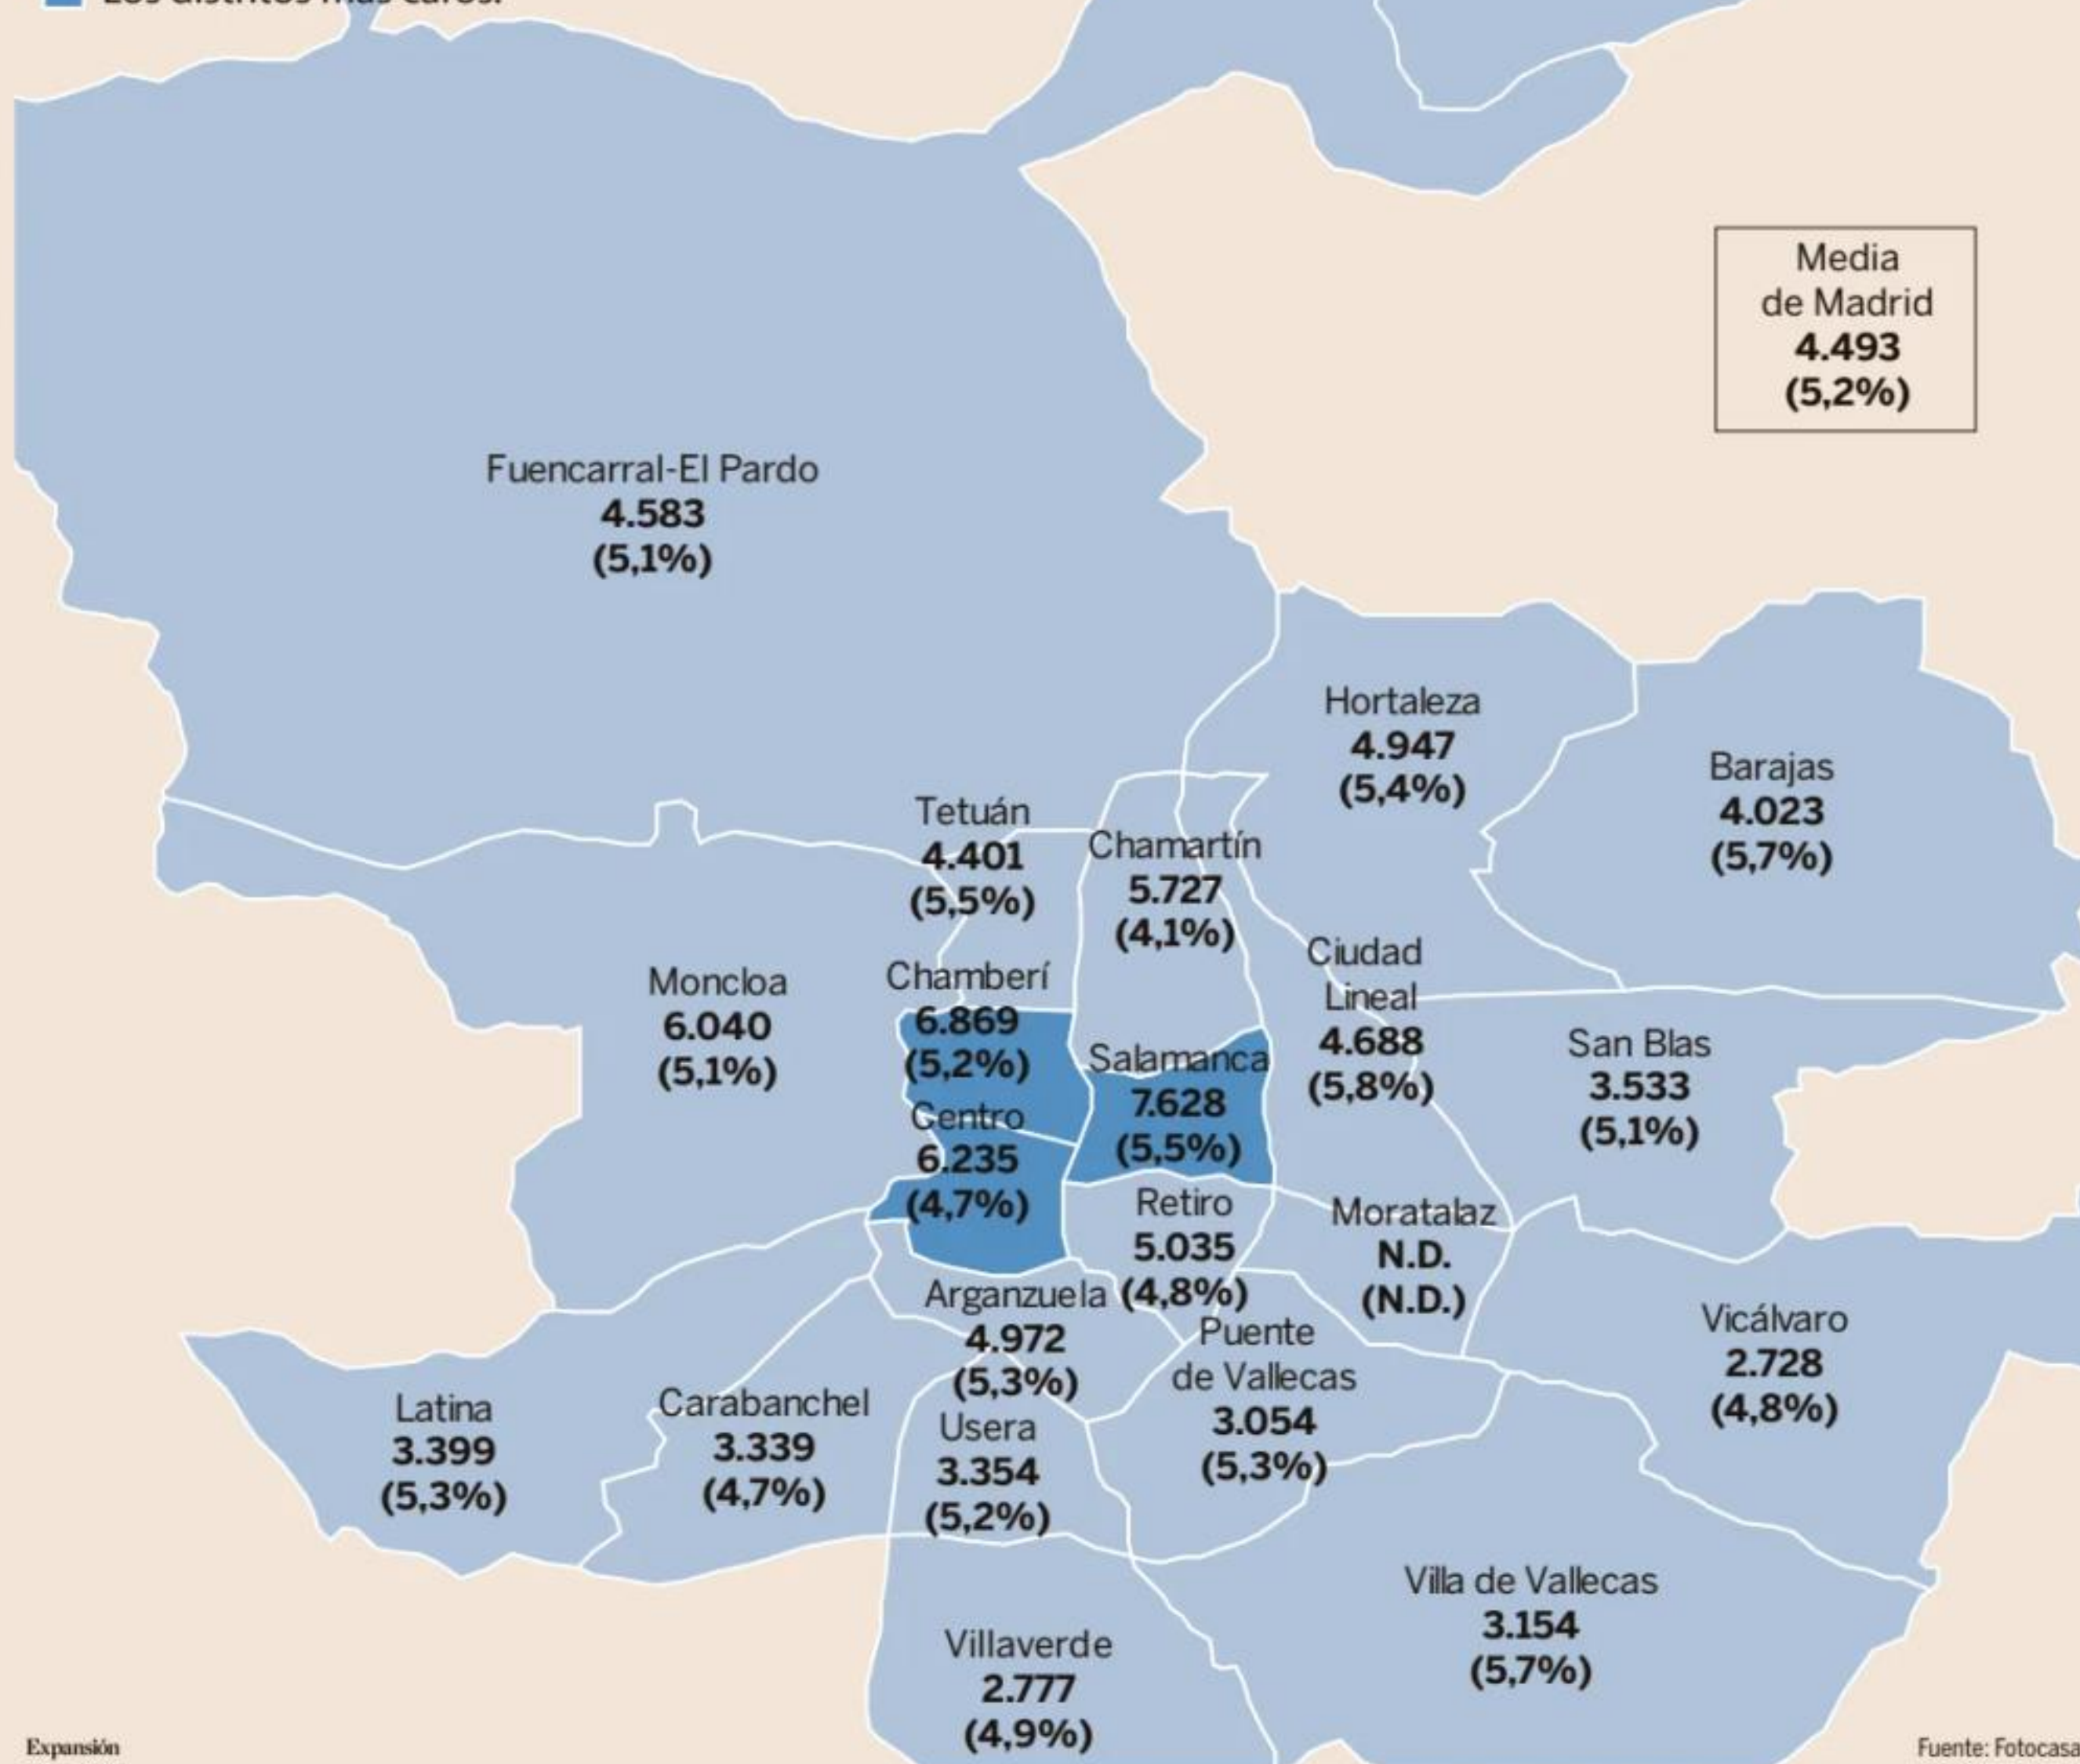 Los distritos más caros.
Media
de Madrid
4.493
(5,2%)
Fuencarral-El Pardo
4.583
(5,1%)
Hortaleza
4.947
(5,4%)
Barajas
4.023
(5,7%)
Tetuán
4.401
(5,5%)
Chamartín
5.727
(4,1%)
Ciudad
Lineal
4.688
(5,8%)
Moncloa
6.040
(5,1%)
Chamberí
6.869
(5,2%)
Salamanca
7.628
(5,5%)
San Blas
3.533
(5,1%)
Centro
6.235
(4,7%)
Retiro
5.035
(4,8%)
Moratalaz
N.D.
(N.D.)
Arganzuela
4.972
(5,3%)
Puente
de Vallecas
3.054
(5,3%)
Vicálvaro
2.728
(4,8%)
Latina
3.399
(5,3%)
Carabanchel
3.339
(4,7%)
Usera
3.354
(5,2%)
Villa de Vallecas
3.154
(5,7%)
Villaverde
2.777
(4,9%)
Expansión
Fuente: Fotocasa